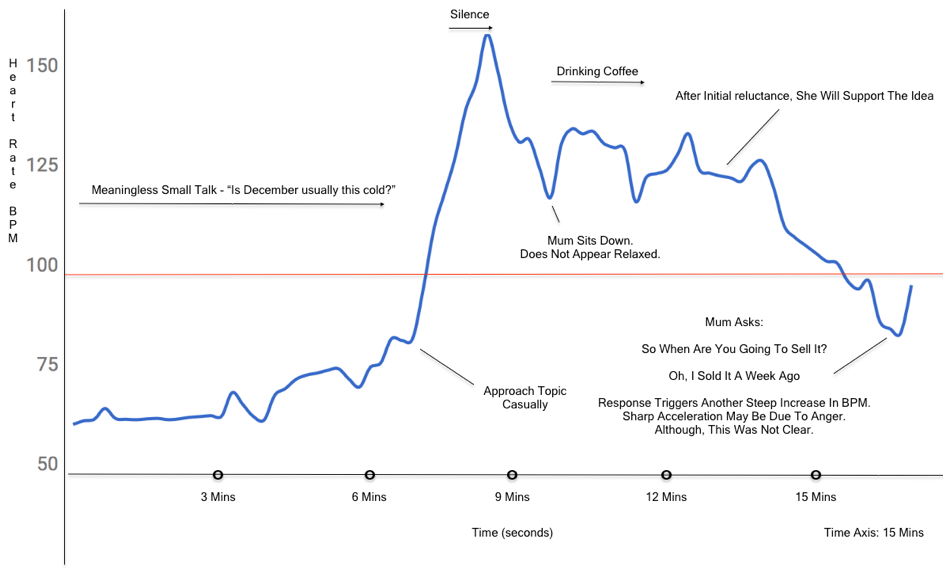 Silence
Heart Rate BPM
150
Drinking Coffee
After Initial reluctance, She Will Support The Idea
125
Meaningless Small Talk - “Is December usually this cold?”
Mum Sits Down.
Does Not Appear Relaxed.
100
Mum Asks:
So When Are You Going To Sell It?
Oh, I Sold It A Week Ago
Response Triggers Another Steep Increase In BPM.
Sharp Acceleration May Be Due To Anger.
Although, This Was Not Clear.
75
Approach Topic
Casually
50
3 Mins
6 Mins
9 Mins
12 Mins
15 Mins
Time (seconds)
Time Axis: 15 Mins